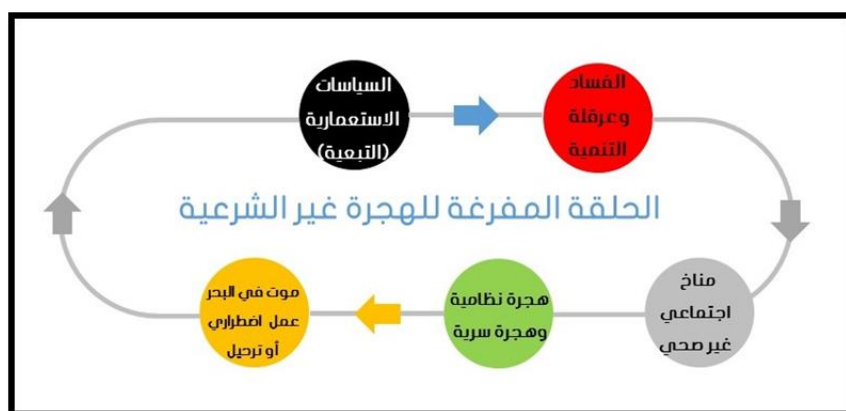 السياسات
الاستعمارية
(التبعية)
الفساد
وعرقلة
التنمية
الحلقة المفرغة للهجرة غير الشرعية
مناخ
اجتماعي
غير صحي
هجرة نظامية
وهجرة سرية
موت في البحر
عمل اضطراري
أو ترحيل